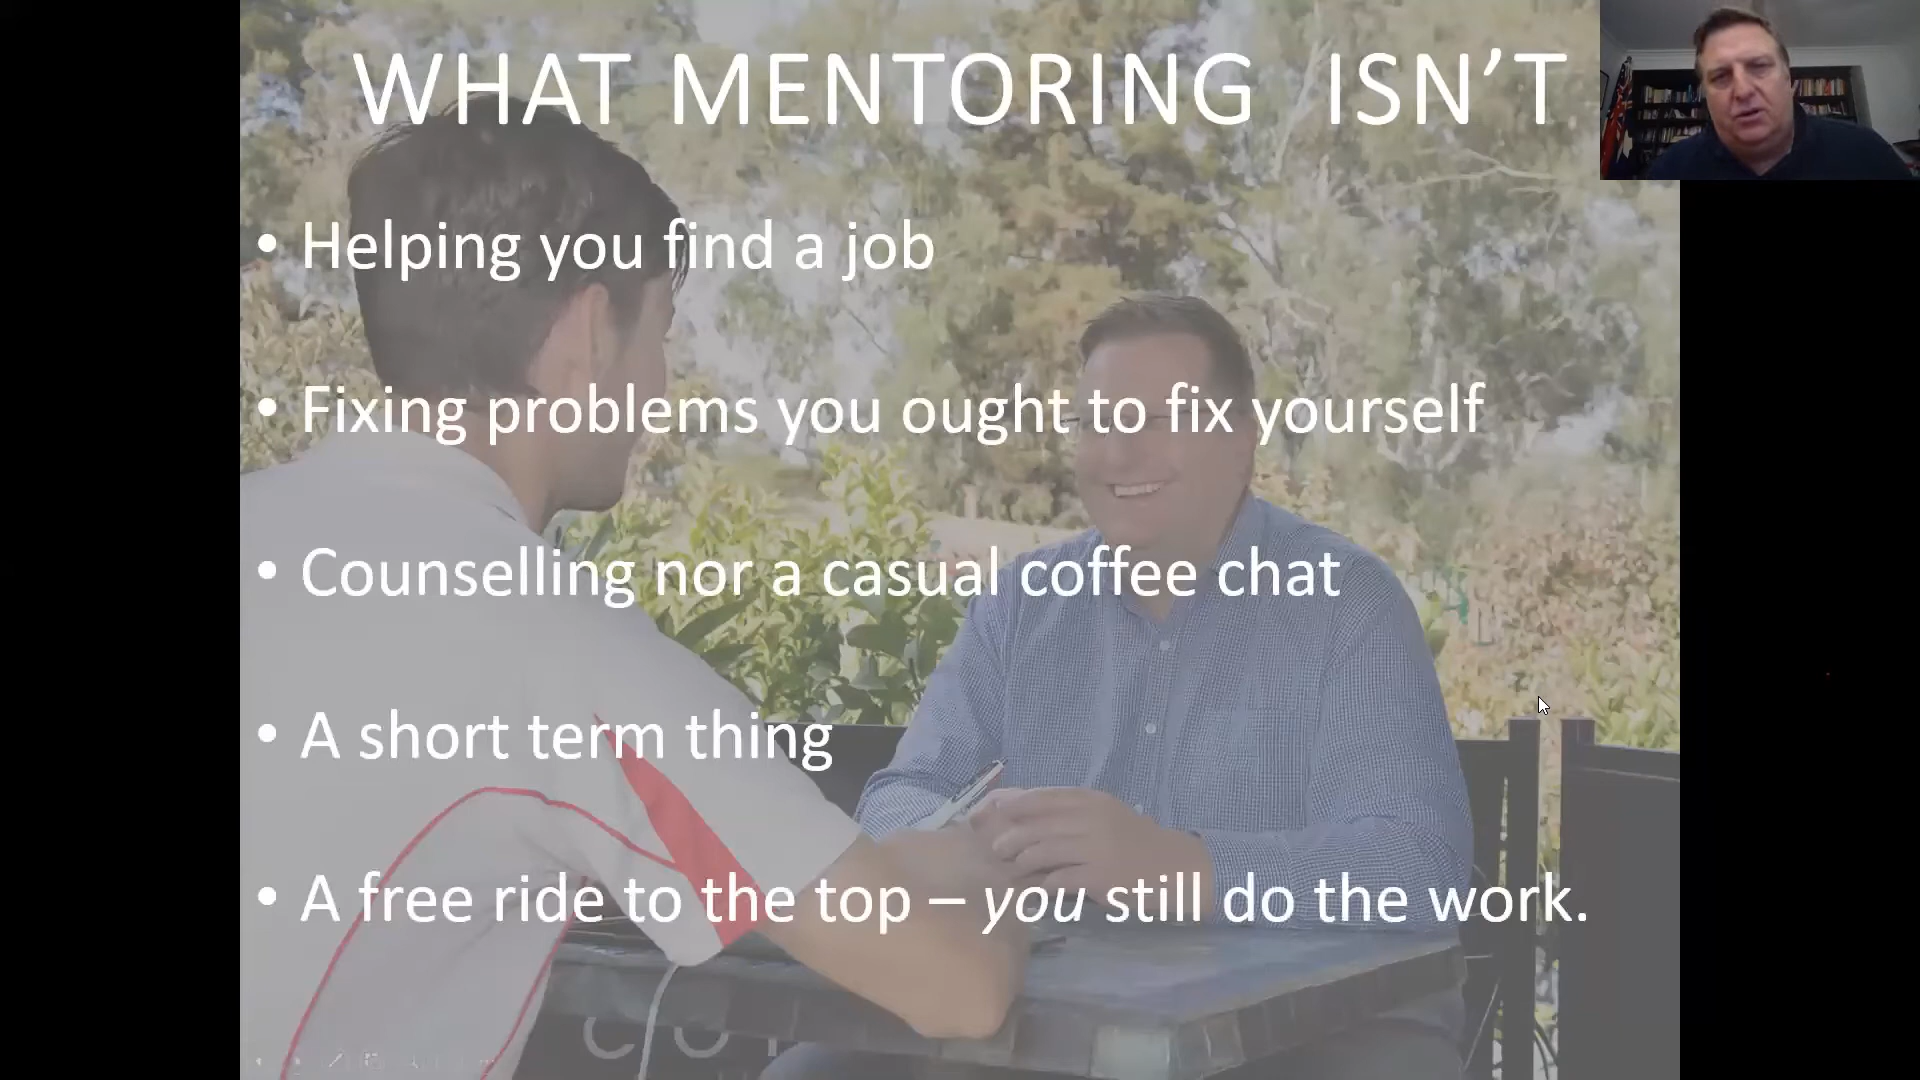 WHAT MENTORING ISN’T
• Helping you find a job
• Fixing problems you ought to fix yourself
• Counselling nor a casual coffee chat
• A short term thing
• A free ride to the top – you still do the work.